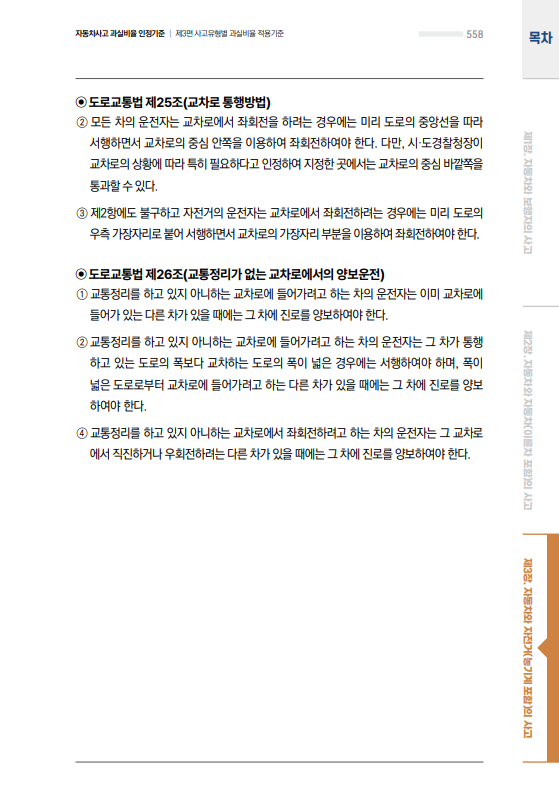 자동차사고 과실비율 인정기준 | 제3편 사고유형별 과실비율 적용기준
558
목차
◉ 도로교통법 제25조(교차로 통행방법)
② 모든 차의 운전자는 교차로에서 좌회전을 하려는 경우에는 미리 도로의 중앙선을 따라
서행하면서 교차로의 중심 안쪽을 이용하여 좌회전하여야 한다. 다만, 시·도경찰청장이
교차로의 상황에 따라 특히 필요하다고 인정하여 지정한 곳에서는 교차로의 중심 바깥쪽을
통과할 수 있다.
③ 제2항에도 불구하고 자전거의 운전자는 교차로에서 좌회전하려는 경우에는 미리 도로의
우측 가장자리로 붙어 서행하면서 교차로의 가장자리 부분을 이용하여 좌회전하여야 한다.
◉ 도로교통법 제26조(교통정리가 없는 교차로에서의 양보운전)
① 교통정리를 하고 있지 아니하는 교차로에 들어가려고 하는 차의 운전자는 이미 교차로에
들어가 있는 다른 차가 있을 때에는 그 차에 진로를 양보하여야 한다.
② 교통정리를 하고 있지 아니하는 교차로에 들어가려고 하는 차의 운전자는 그 차가 통행
하고 있는 도로의 폭보다 교차하는 도로의 폭이 넓은 경우에는 서행하여야 하며, 폭이
넓은 도로로부터 교차로에 들어가려고 하는 다른 차가 있을 때에는 그 차에 진로를 양보
하여야 한다.
④ 교통정리를 하고 있지 아니하는 교차로에서 좌회전하려고 하는 차의 운전자는 그 교차로
에서 직진하거나 우회전하려는 다른 차가 있을 때에는 그 차에 진로를 양보하여야 한다.
제1장. 자동차와 보행자의 사고
제2장. 자동차와 자동차(이륜차 포함)의 사고
제3장. 자동차와 자전거(농기계 포함)의 사고